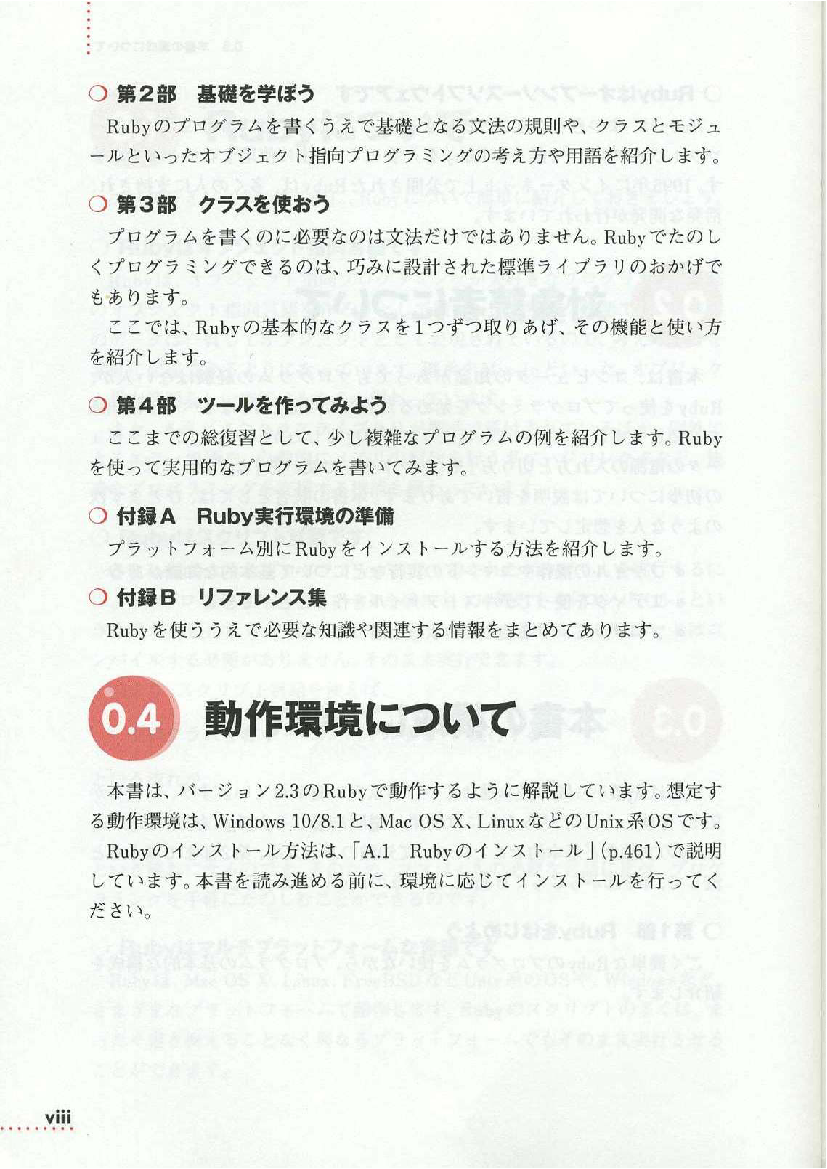 第2部　基礎を学ぼう
Rubyのプログラムを書くうえで基礎となる文法の規則や、クラスとモジュ
ールといったオブジェクト指向プログラミングの考え方や用語を紹介します。
第3部　クラスを使おう
プログラムを書くのに必要なのは文法だけではありません。Rubyでたのし
くプログラミングできるのは、巧みに設計された標準ライブラリのおかげで
もあります。
ここでは、Rubyの基本的なクラスを1つずつ取りあげ、その機能と使い方
を紹介します。
第4部　ツールを作ってみよう
ここまでの総復習として、少し複雑なプログラムの例を紹介します。Ruby
を使って実用的なプログラムを書いてみます。
付録A　Ruby実行環境の準備
プラットフォーム別にRubyをインストールする方法を紹介します。
付録B　リファレンス集
Rubyを使ううえで必要な知識や関連する情報をまとめてあります。
0.4　動作環境について
本書は、バージョン2.3のRubyで動作するように解説しています。想定す
る動作環境は、Windows 10/8.1と、Mac OS X、LinuxなどのUnix系OSです。
Rubyのインストール方法は、「A.1　Rubyのインストール」(p.461)で説明
しています。本書を読み進める前に、環境に応じてインストールを行ってく
ださい。
viii